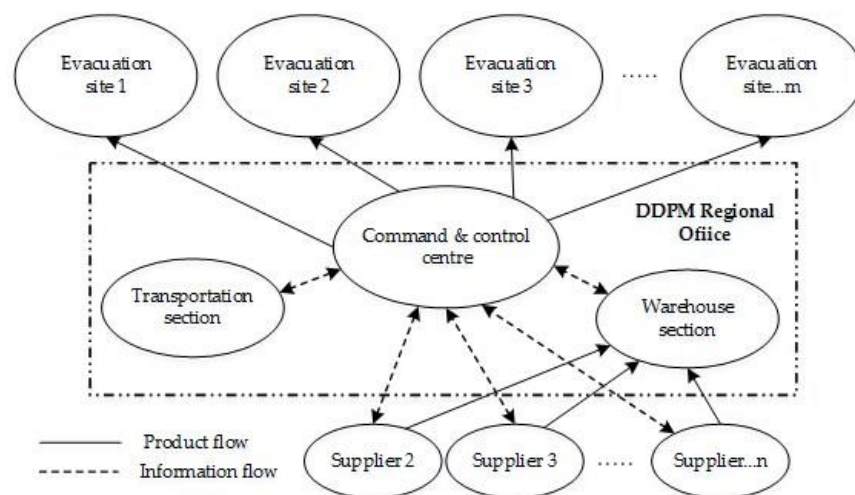 Evacuation
site 1
Evacuation
site 2
Evacuation
site 3
.....
Evacuation
site...m
DDPM Regional
Ofiice
Command & control
centre
Transportation
section
Warehouse
section
Product flow
Information flow
Supplier 2
Supplier 3
.....
Supplier...n